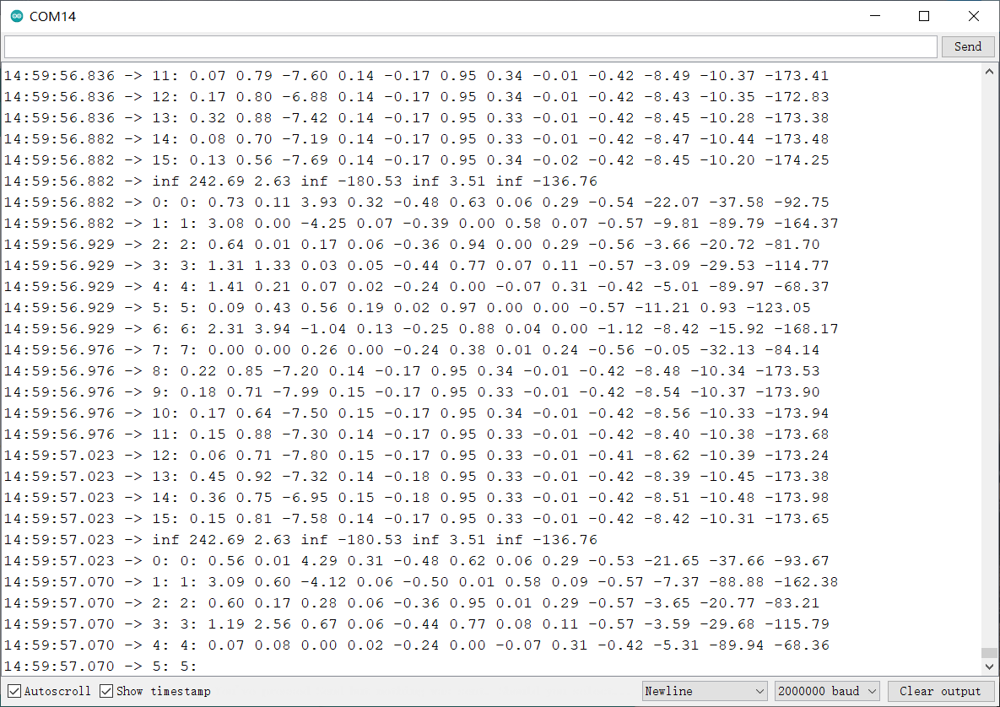 COM14
Send
14:59:56.836 -> 11: 0.07 0.79 -7.60 0.14 -0.17 0.95 0.34 -0.01 -0.42 -8.49 -10.37 -173.41
14:59:56.836 -> 12: 0.17 0.80 -6.88 0.14 -0.17 0.95 0.34 -0.01 -0.42 -8.43 -10.35 -172.83
14:59:56.836 -> 13: 0.32 0.88 -7.42 0.14 -0.17 0.95 0.33 -0.01 -0.42 -8.45 -10.28 -173.38
14:59:56.882 -> 14: 0.08 0.70 -7.19 0.14 -0.17 0.95 0.33 -0.01 -0.42 -8.47 -10.44 -173.48
14:59:56.882 -> 15: 0.13 0.56 -7.69 0.14 -0.17 0.95 0.34 -0.02 -0.42 -8.45 -10.20 -174.25
14:59:56.882 -> inf 242.69 2.63 inf -180.53 inf 3.51 inf -136.76
14:59:56.882 -> 0: 0: 0.73 0.11 3.93 0.32 -0.48 0.63 0.06 0.29 -0.54 -22.07 -37.58 -92.75
14:59:56.882 -> 1: 1: 3.08 0.00 -4.25 0.07 -0.39 0.00 0.58 0.07 -0.57 -9.81 -89.79 -164.37
14:59:56.929 -> 2: 2: 0.64 0.01 0.17 0.06 -0.36 0.94 0.00 0.29 -0.56 -3.66 -20.72 -81.70
14:59:56.929 -> 3: 3: 1.31 1.33 0.03 0.05 -0.44 0.77 0.07 0.11 -0.57 -3.09 -29.53 -114.77
14:59:56.929 -> 4: 4: 1.41 0.21 0.07 0.02 -0.24 0.00 -0.07 0.31 -0.42 -5.01 -89.97 -68.37
14:59:56.929 -> 5: 5: 0.09 0.43 0.56 0.19 0.02 0.97 0.00 0.00 -0.57 -11.21 0.93 -123.05
14:59:56.929 -> 6: 6: 2.31 3.94 -1.04 0.13 -0.25 0.88 0.04 0.00 -1.12 -8.42 -15.92 -168.17
14:59:56.976 -> 7: 7: 0.00 0.00 0.26 0.00 -0.24 0.38 0.01 0.24 -0.56 -0.05 -32.13 -84.14
14:59:56.976 -> 8: 0.22 0.85 -7.20 0.14 -0.17 0.95 0.34 -0.01 -0.42 -8.48 -10.34 -173.53
14:59:56.976 -> 9: 0.18 0.71 -7.99 0.15 -0.17 0.95 0.33 -0.01 -0.42 -8.54 -10.37 -173.90
14:59:56.976 -> 10: 0.17 0.64 -7.50 0.15 -0.17 0.95 0.34 -0.01 -0.42 -8.56 -10.33 -173.94
14:59:56.976 -> 11: 0.15 0.88 -7.30 0.14 -0.17 0.95 0.33 -0.01 -0.42 -8.40 -10.38 -173.68
14:59:57.023 -> 12: 0.06 0.71 -7.80 0.15 -0.17 0.95 0.33 -0.01 -0.41 -8.62 -10.39 -173.24
14:59:57.023 -> 13: 0.45 0.92 -7.32 0.14 -0.18 0.95 0.33 -0.01 -0.42 -8.39 -10.45 -173.38
14:59:57.023 -> 14: 0.36 0.75 -6.95 0.15 -0.18 0.95 0.33 -0.01 -0.42 -8.51 -10.48 -173.98
14:59:57.023 -> 15: 0.15 0.81 -7.58 0.14 -0.17 0.95 0.33 -0.01 -0.42 -8.42 -10.31 -173.65
14:59:57.023 -> inf 242.69 2.63 inf -180.53 inf 3.51 inf -136.76
14:59:57.023 -> 0: 0: 0.56 0.01 4.29 0.31 -0.48 0.62 0.06 0.29 -0.53 -21.65 -37.66 -93.67
14:59:57.070 -> 1: 1: 3.09 0.60 -4.12 0.06 -0.50 0.01 0.58 0.09 -0.57 -7.37 -88.88 -162.38
14:59:57.070 -> 2: 2: 0.60 0.17 0.28 0.06 -0.36 0.95 0.01 0.29 -0.57 -3.65 -20.77 -83.21
14:59:57.070 -> 3: 3: 1.19 2.56 0.67 0.06 -0.44 0.77 0.08 0.11 -0.57 -3.59 -29.68 -115.79
14:59:57.070 -> 4: 4: 0.07 0.08 0.00 0.02 -0.24 0.00 -0.07 0.31 -0.42 -5.31 -89.94 -68.36
14:59:57.070 -> 5: 5:
Autoscroll Show timestamp Newline 2000000 baud Clear output